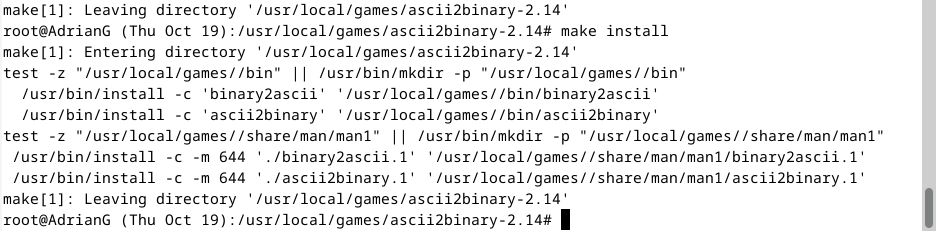 make[1]: Leaving directory '/usr/local/games/ascii2binary-2.14'
root@AdrianG (Thu Oct 19):/usr/local/games/ascii2binary-2.14# make install
make[1]: Entering directory '/usr/local/games/ascii2binary-2.14'
test -z "/usr/local/games//bin" || /usr/bin/mkdir -p "/usr/local/games//bin"
  /usr/bin/install -c 'binary2ascii' '/usr/local/games//bin/binary2ascii'
  /usr/bin/install -c 'ascii2binary' '/usr/local/games//bin/ascii2binary'
test -z "/usr/local/games//share/man/man1" || /usr/bin/mkdir -p "/usr/local/games//share/man/man1"
 /usr/bin/install -c -m 644 './binary2ascii.1' '/usr/local/games//share/man/man1/binary2ascii.1'
 /usr/bin/install -c -m 644 './ascii2binary.1' '/usr/local/games//share/man/man1/ascii2binary.1'
make[1]: Leaving directory '/usr/local/games/ascii2binary-2.14'
root@AdrianG (Thu Oct 19):/usr/local/games/ascii2binary-2.14#